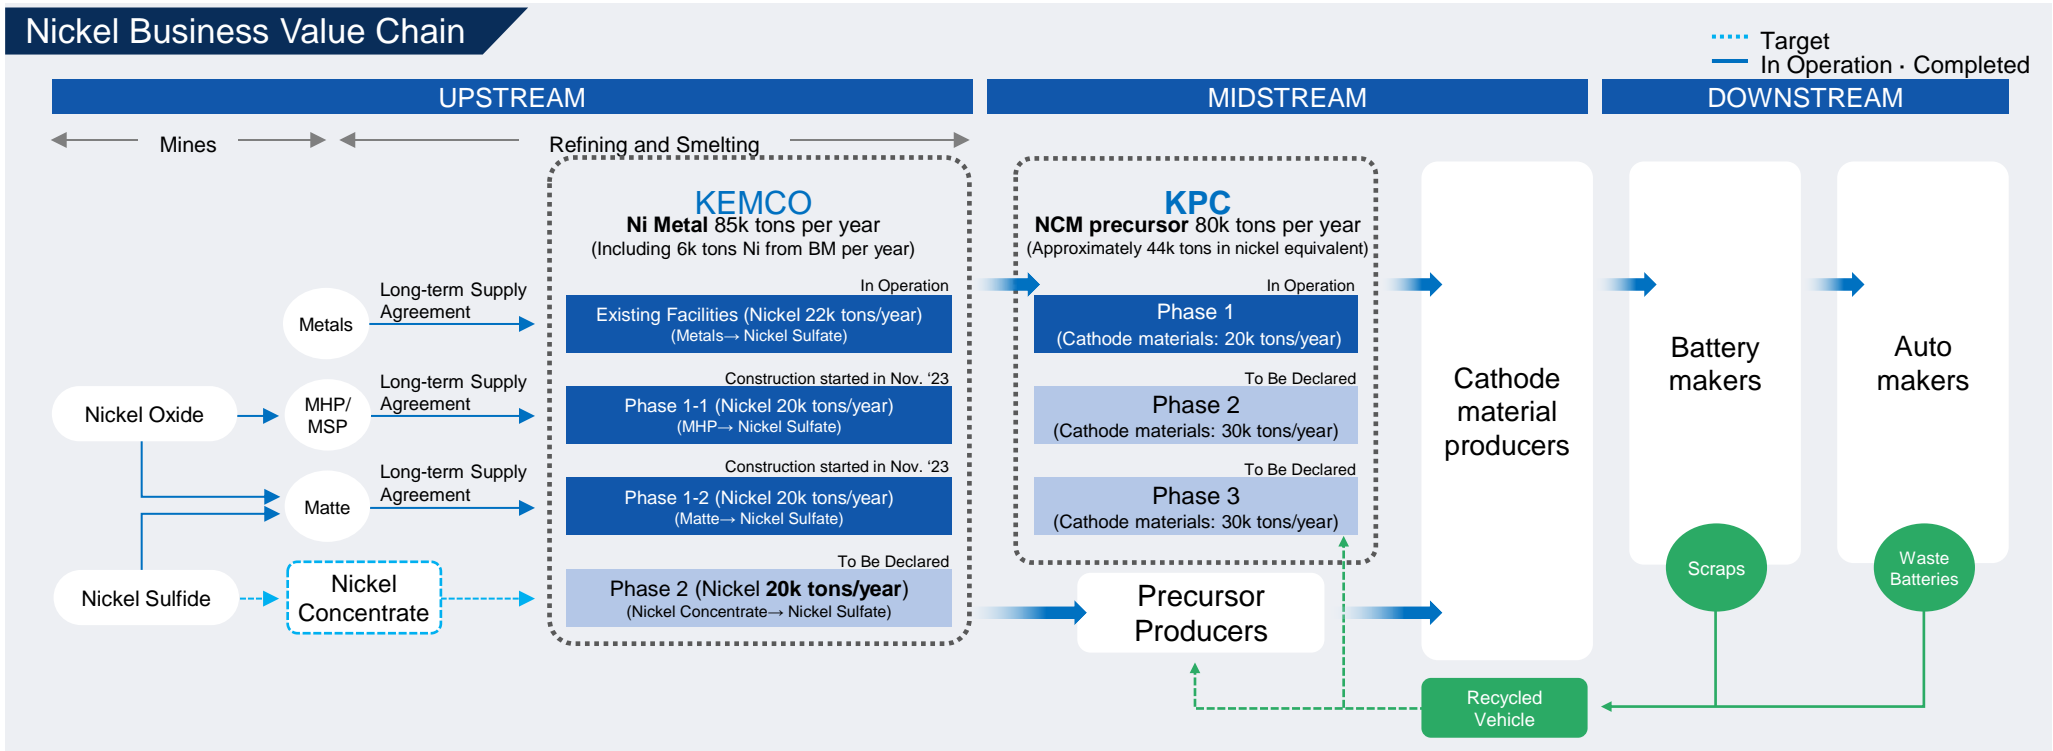 Nickel Business Value Chain
Target
In Operation · Completed
UPSTREAM
MIDSTREAM
DOWNSTREAM
Mines
Refining and Smelting
KEMCO
Ni Metal 85k tons per year
(Including 6k tons Ni from BM per year)
KPC
NCM precursor 80k tons per year
(Approximately 44k tons in nickel equivalent)
Metals
Long-term Supply
Agreement
In Operation
Existing Facilities (Nickel 22k tons/year)
(Metals→ Nickel Sulfate)
In Operation
Phase 1
(Cathode materials: 20k tons/year)
Nickel Oxide
MHP/
MSP
Long-term Supply
Agreement
Construction started in Nov. ‘23
Phase 1-1 (Nickel 20k tons/year)
(MHP→ Nickel Sulfate)
To Be Declared
Phase 2
(Cathode materials: 30k tons/year)
Matte
Long-term Supply
Agreement
Construction started in Nov. ‘23
Phase 1-2 (Nickel 20k tons/year)
(Matte→ Nickel Sulfate)
To Be Declared
Phase 3
(Cathode materials: 30k tons/year)
Nickel Sulfide
Nickel
Concentrate
To Be Declared
Phase 2 (Nickel 20k tons/year)
(Nickel Concentrate→ Nickel Sulfate)
Precursor
Producers
Cathode
material
producers
Battery
makers
Auto
makers
Scraps
Waste
Batteries
Recycled
Vehicle